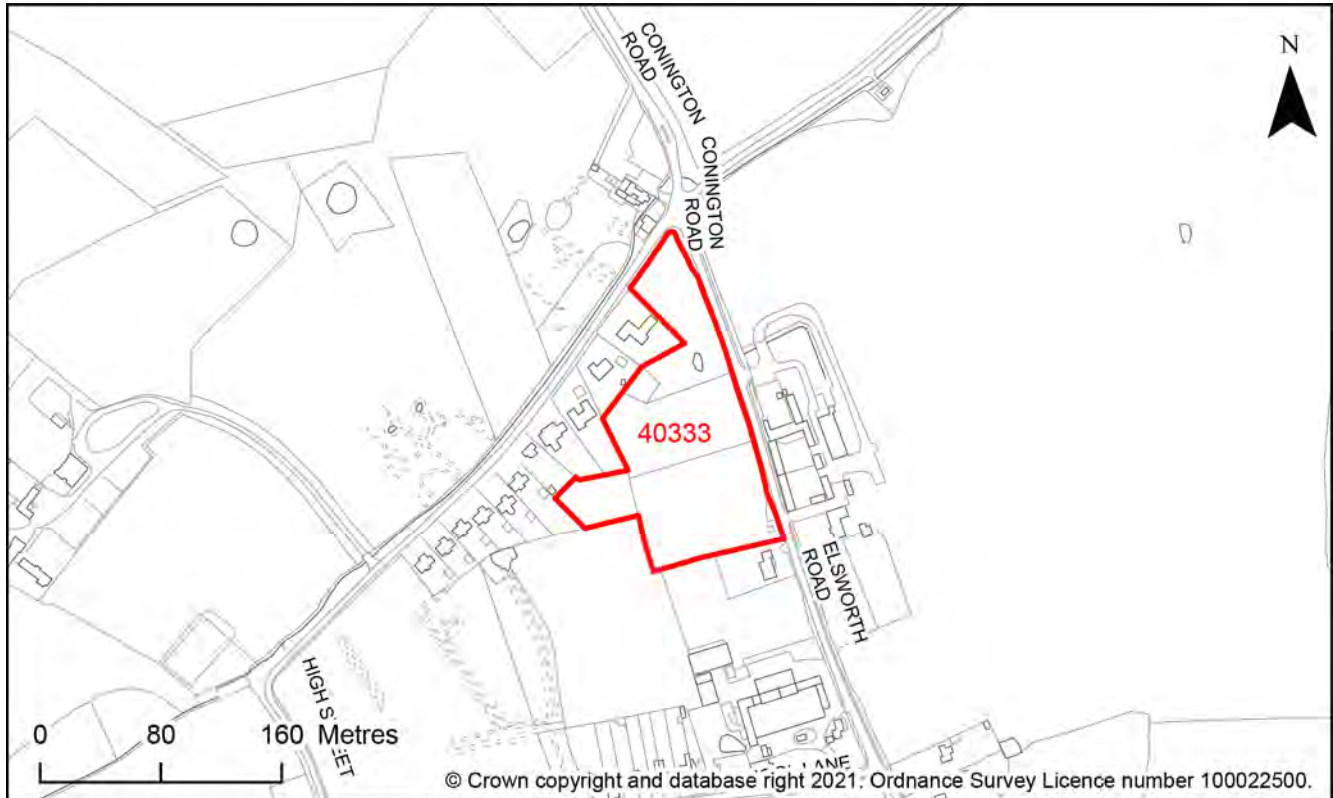 CONINGTON
ROAD
N
CONINGTON
ROAD
40333
ELSWORTH
ROAD
HIGH
0 80 160 Metres
LANE
© Crown copyright and database right 2021. Ordnance Survey Licence number 100022500.